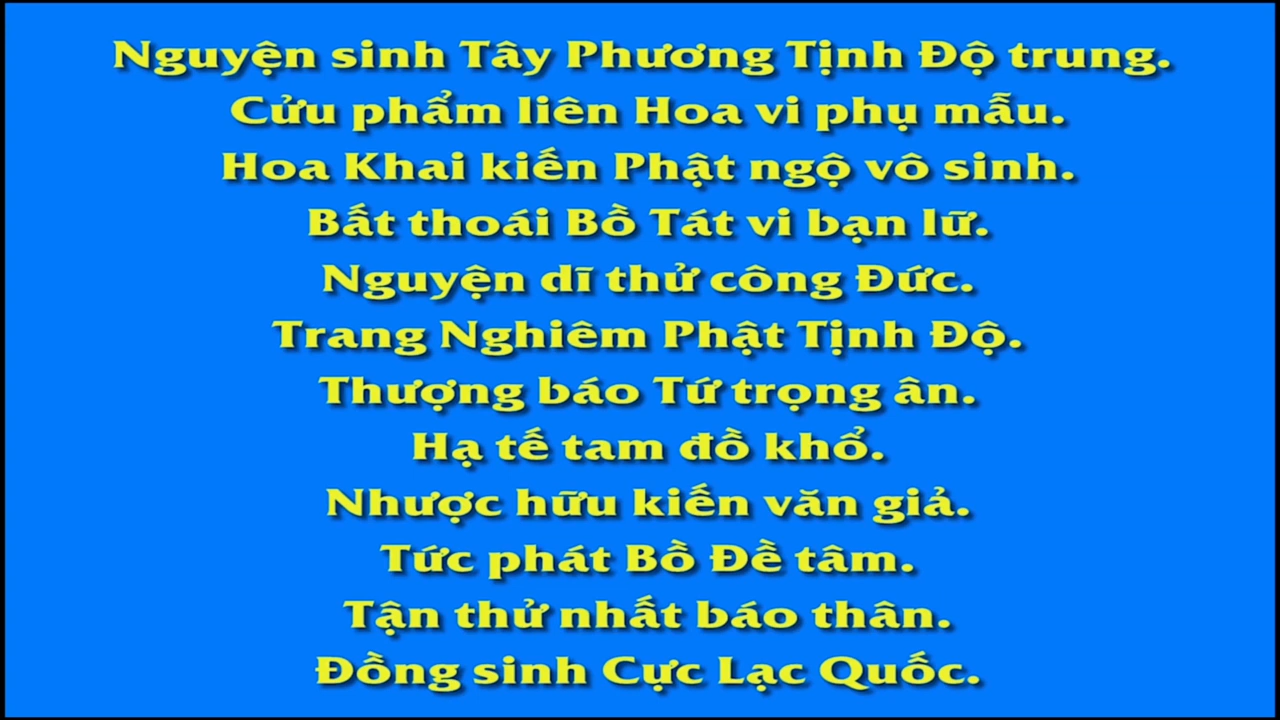 Nguyện sinh Tây Phương Tịnh Độ trung.
Cửu phẩm liên Hoa vi phụ mẫu.
Hoa Khai kiến Phật ngộ vô sinh.
Bất thoái Bồ Tát vi bạn lữ.
Nguyện dĩ thử công Đức.
Trang Nghiêm Phật Tịnh Độ.
Thượng báo Tứ trọng ân.
Hạ tế tam đồ khổ.
Nhược hữu kiến văn giả.
Tức phát Bồ Đề tâm.
Tận thử nhất báo thân.
Đồng sinh Cực Lạc Quốc.